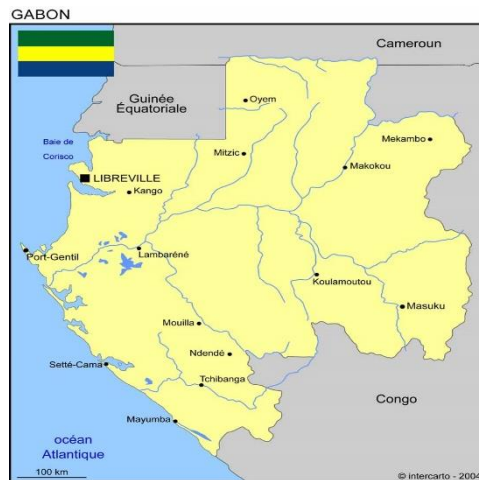 GABON
Cameroun
Guinée
Équatoriale
Oyem
Mekambo
Baie de
Corisco
Mitzic
Makokou
LIBREVILLE
Kango
Port-Gentil
Lambaréné
Koulamoutou
Masuku
Mouilla
Ndendé
Setté-Cama
Tchibanga
Congo
Mayumba
océan
Atlantique
100 km
© intercarto - 2004